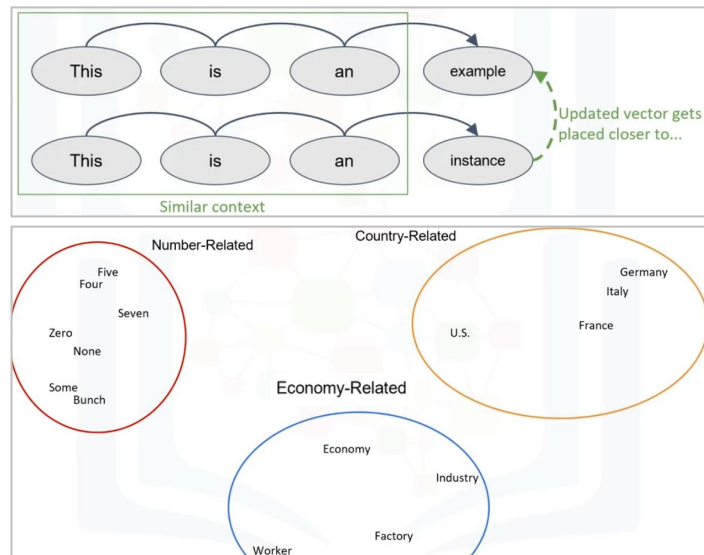 This is an example
Updated vector gets
placed closer to...
This is an instance
Similar context
Number-Related
Country-Related
Five
Four
Seven
Zero
None
Some
Bunch
Germany
Italy
U.S.
France
Economy-Related
Economy
Industry
Factory
Worker